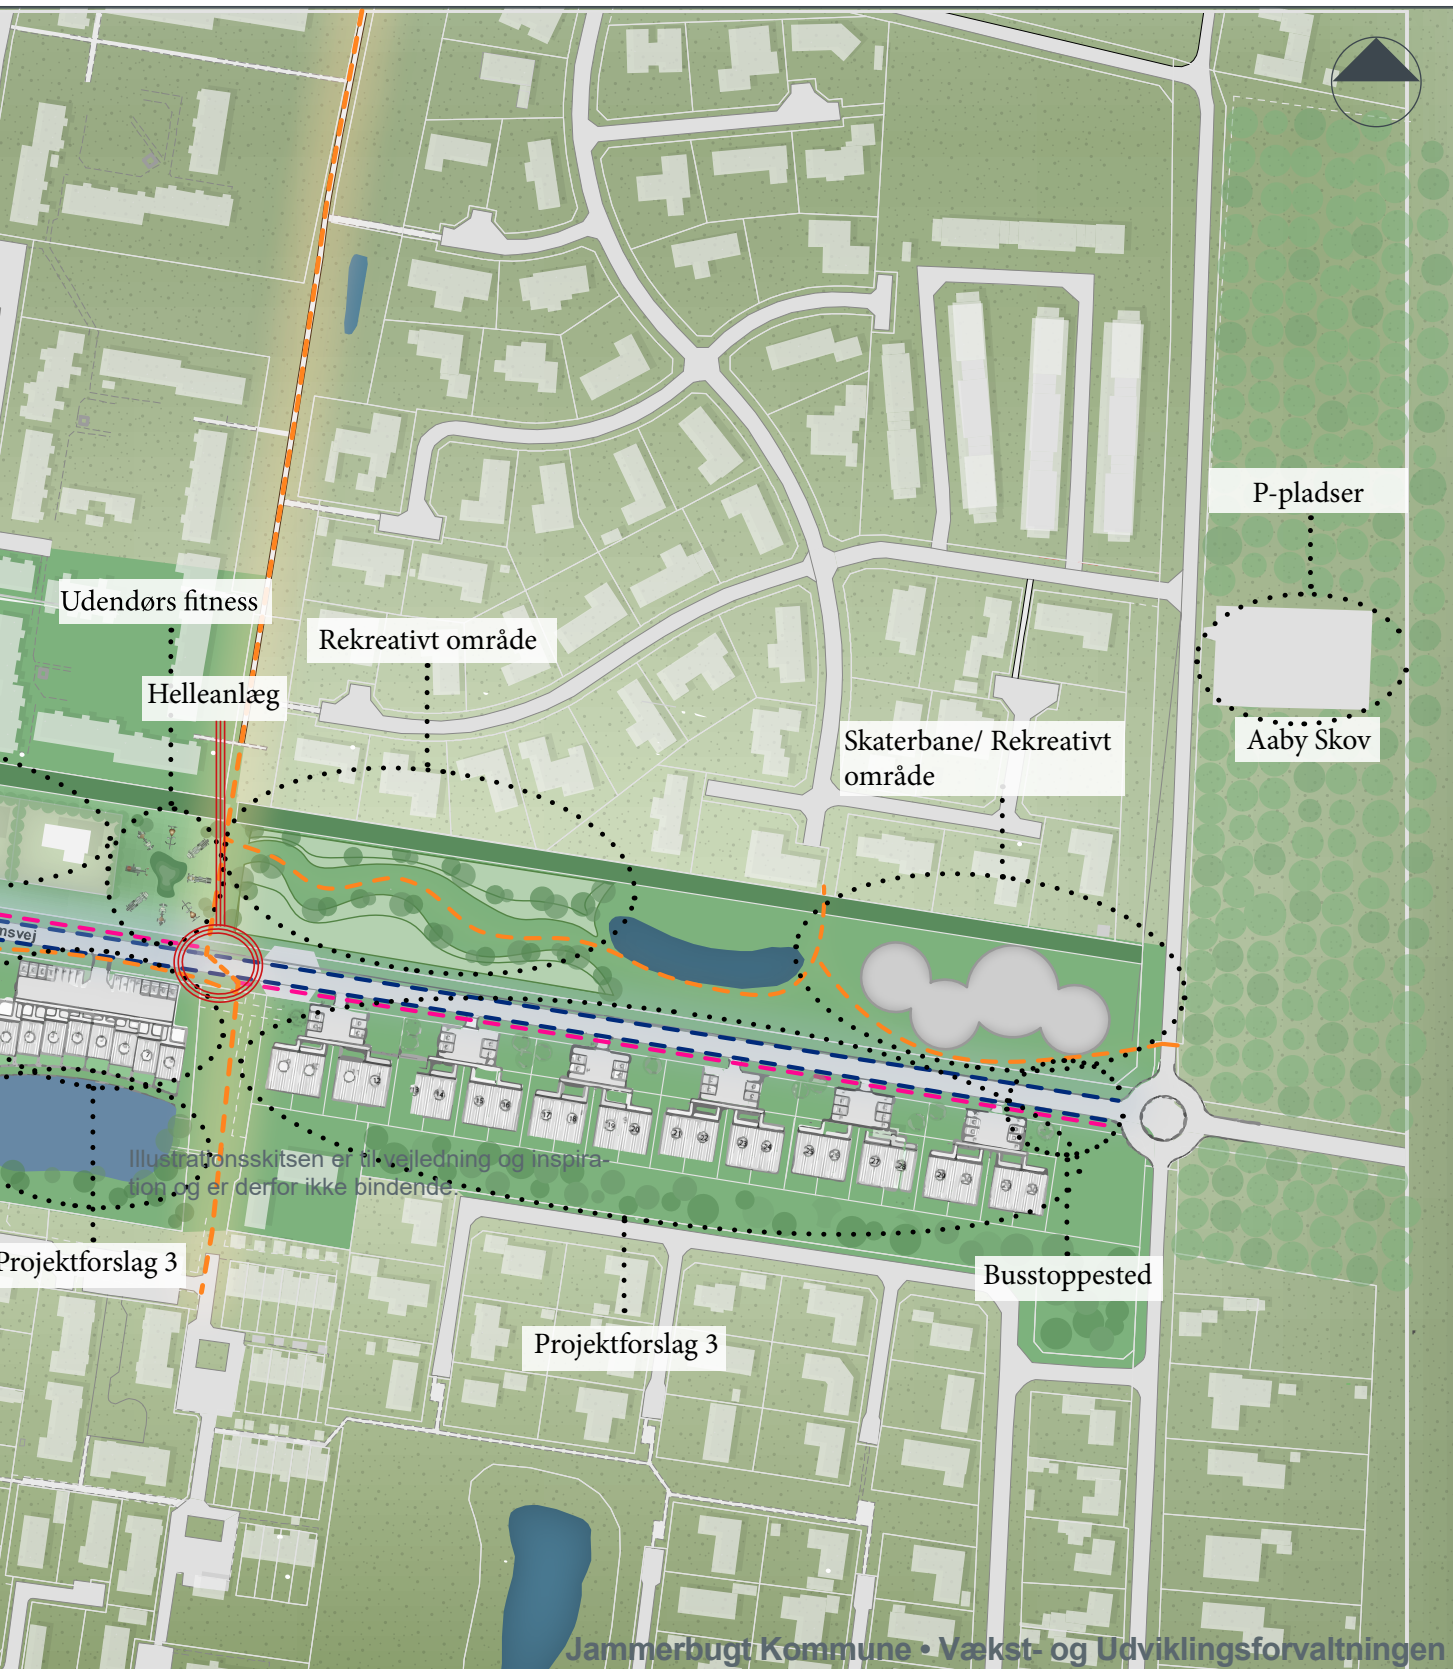 P-pladser
Udendørs fitness
Rekreativt område
Helleanlæg
Skaterbane/ Rekreativt
område
Aaby Skov
msvej
Illustrationsskitsen er til vejledning og inspira-
tion og er derfor ikke bindende.
Projektforslag 3
Busstoppested
Projektforslag 3
Jammerbugt Kommune • Vækst- og Udviklingsforvaltningen